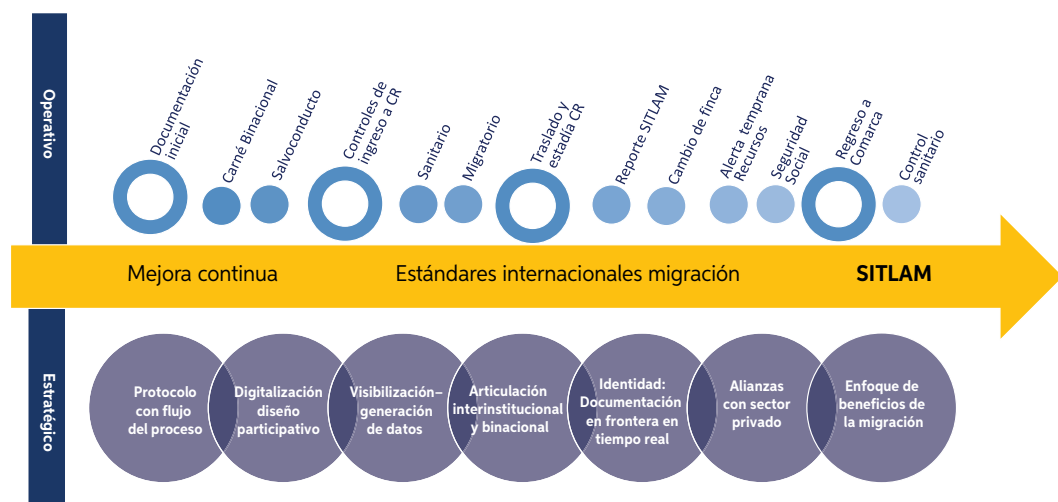 Operativo
Documentación
inicial
Carné Binacional
Salvoconducto
Controles de
ingreso a CR
Sanitario
Migratorio
Traslado y
estadía CR
Reporte SITLAM
Cambio de finca
Alerta temprana
Recursos
Seguridad
Social
Regreso a
Comarca
Control
sanitario
Mejora continua
Estándares internacionales migración
SITLAM
Estratégico
Protocolo
con flujo
del proceso
Digitalización
diseño
participativo
Visibilización–
generación
de datos
Articulación
interinstitucional
y binacional
Identidad:
Documentación
en frontera en
tiempo real
Alianzas
con sector
privado
Enfoque de
beneficios de
la migración